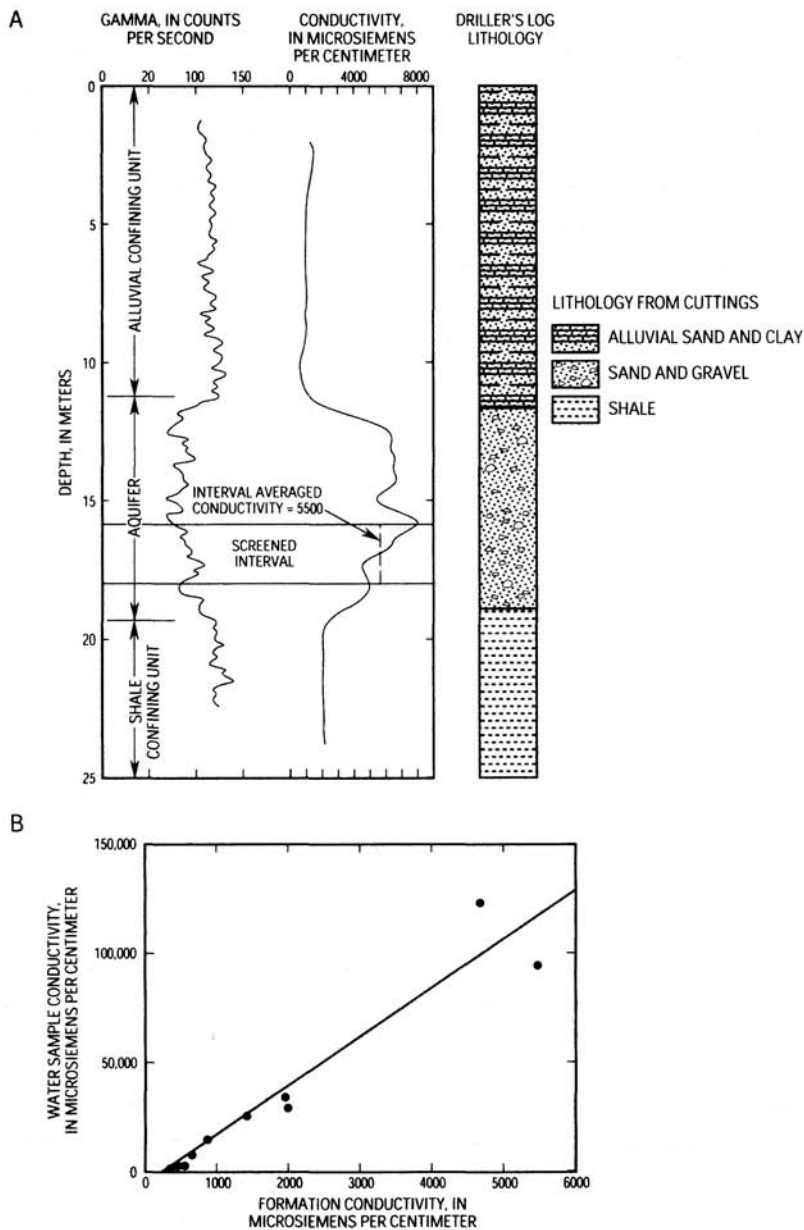 A
GAMMA, IN COUNTS
PER SECOND
CONDUCTIVITY,
IN MICROSIEMENS
PER CENTIMETER
DRILLER'S LOG
LITHOLOGY
0 20 100 150
0 4000 8000
0
5
10
15
20
25
DEPTH, IN METERS
ALLUVIAL CONFINING UNIT
AQUIFER
SHALE
CONFINING UNIT
INTERVAL AVERAGED
CONDUCTIVITY = 5500
SCREENED
INTERVAL
LITHOLOGY FROM CUTTINGS
ALLUVIAL SAND AND CLAY
SAND AND GRAVEL
SHALE
B
150,000
100,000
50,000
0
WATER SAMPLE CONDUCTIVITY,
IN MICROSIEMENS PER CENTIMETER
0 1000 2000 3000 4000 5000 6000
FORMATION CONDUCTIVITY, IN
MICROSIEMENS PER CENTIMETER